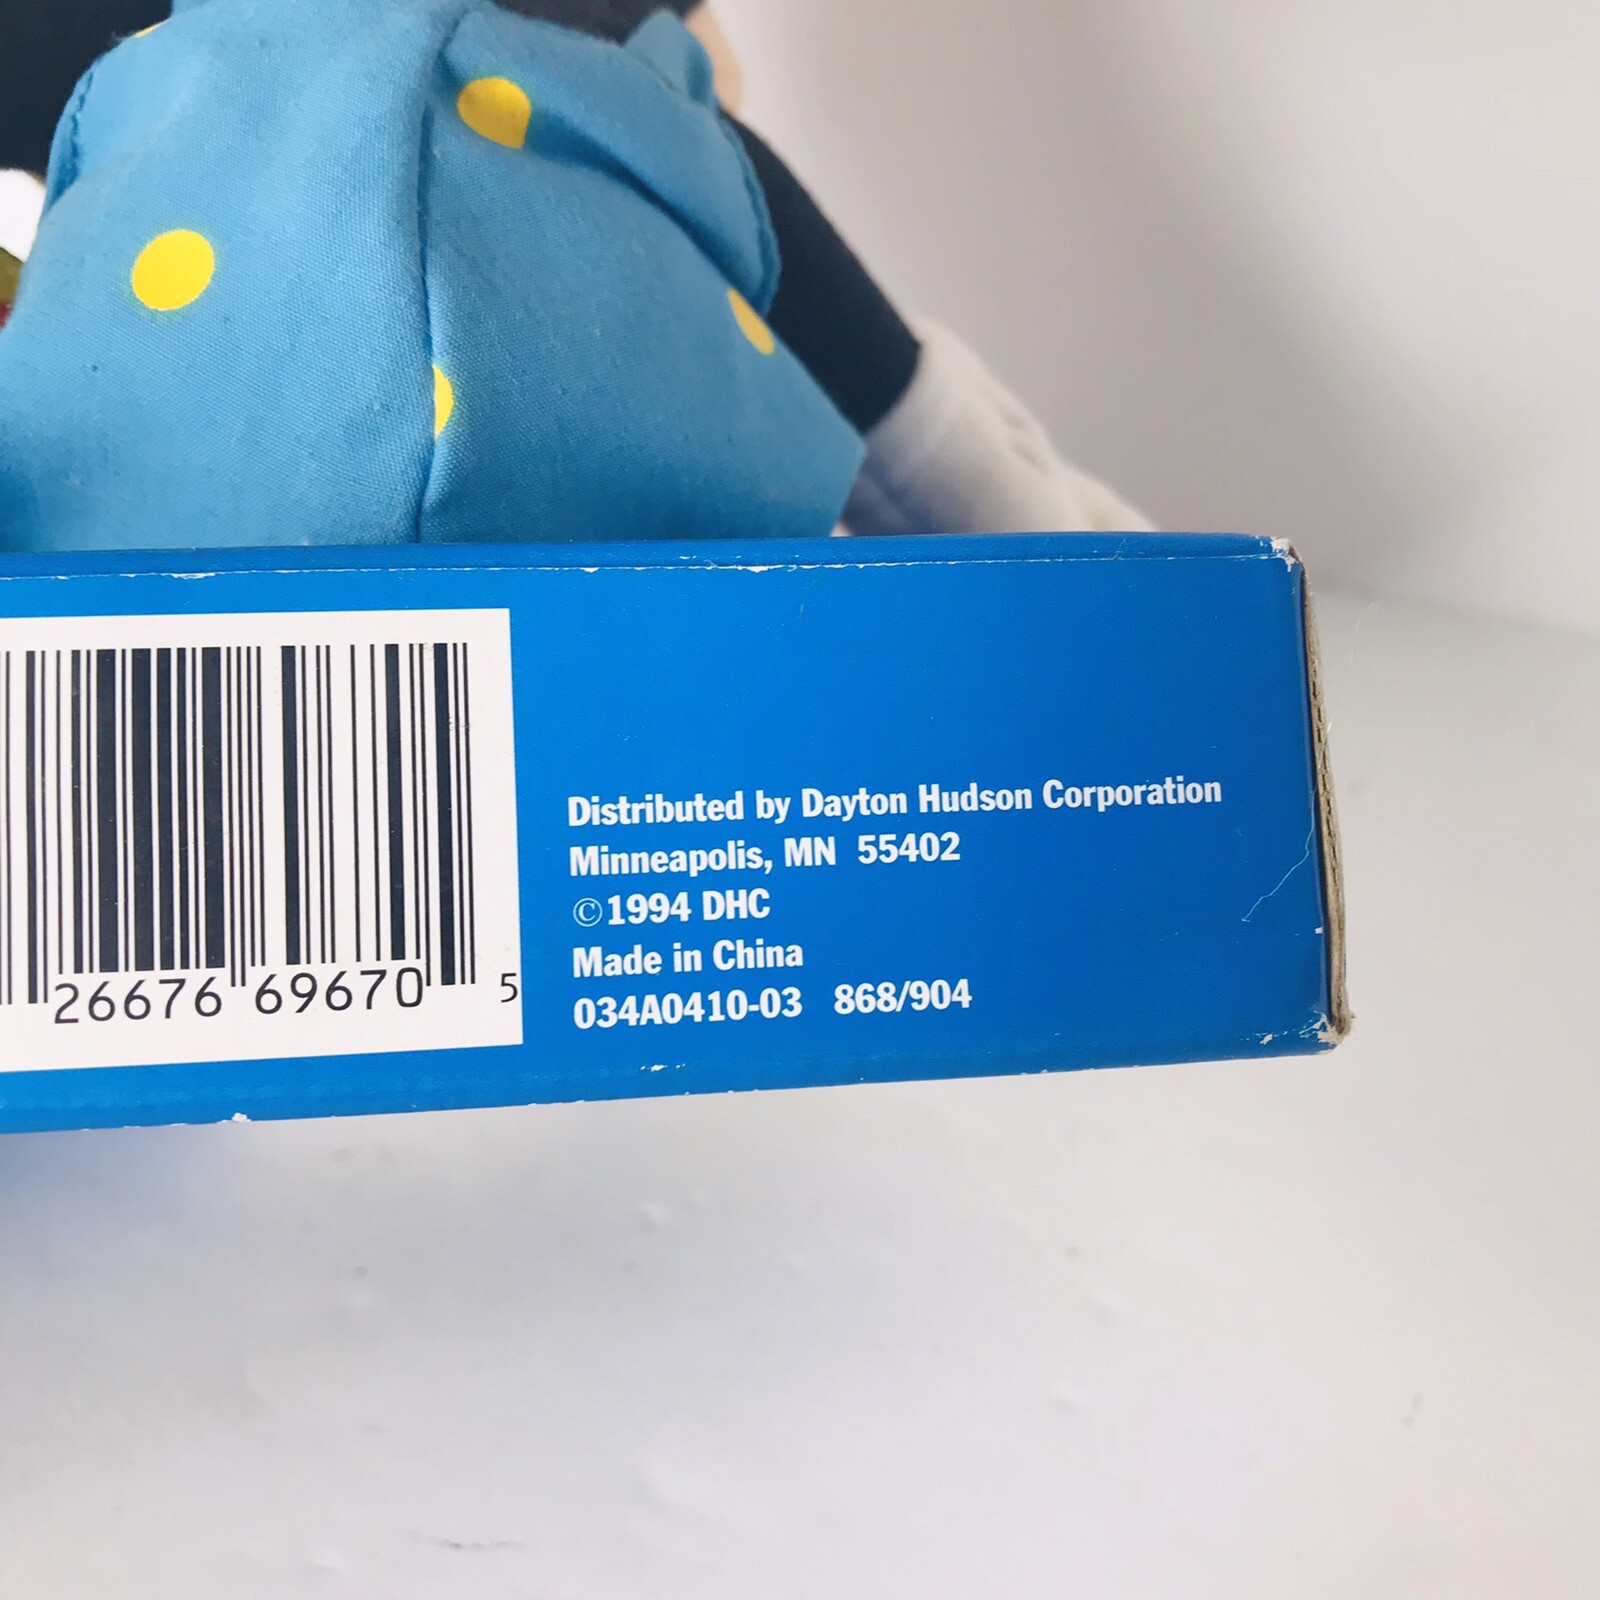 Distributed by Dayton Hudson Corporation
Minneapolis, MN 55402
©1994 DHC
Made in China
034A0410-03 868/904
26676 69670 5